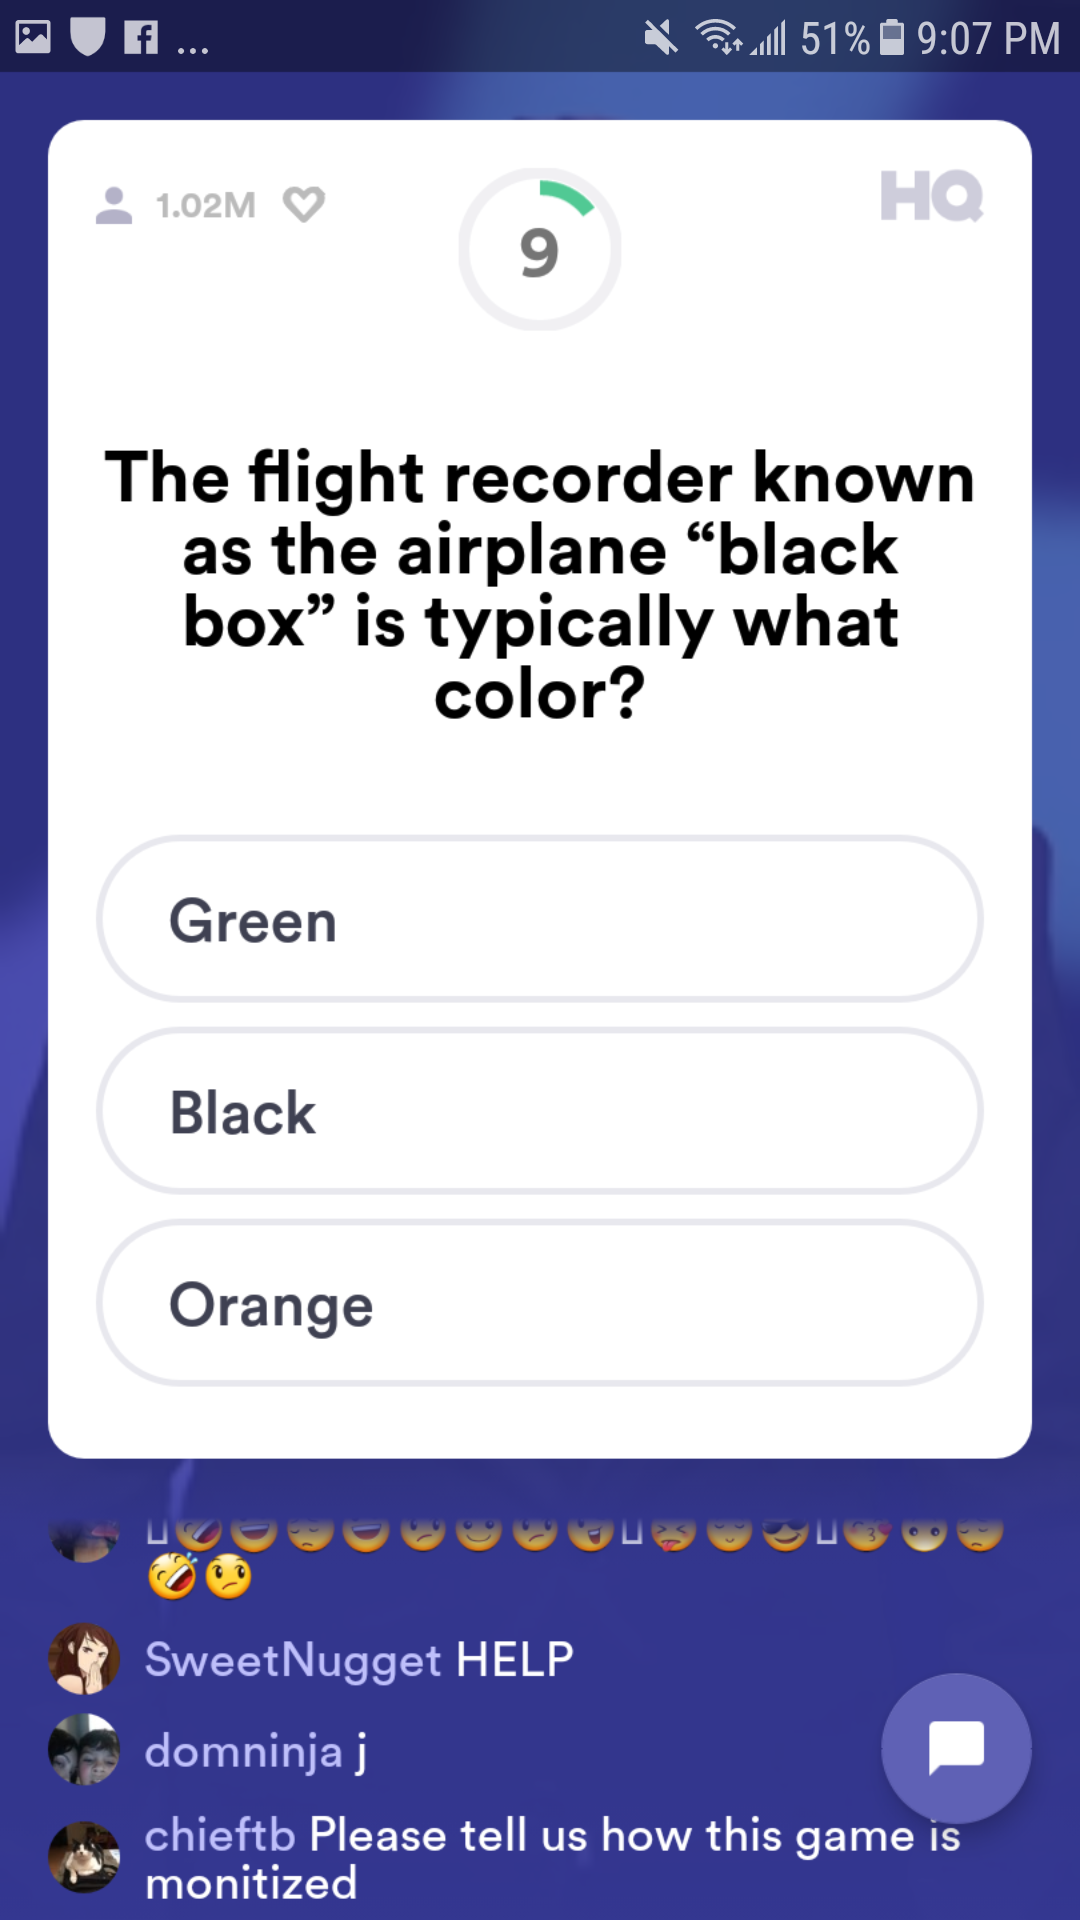 ... 51% 9:07 PM
1.02M 9 HQ
The flight recorder known
as the airplane “black
box” is typically what
color?
Green
Black
Orange
SweetNugget HELP
domninja j
chieftb Please tell us how this game is
monitized